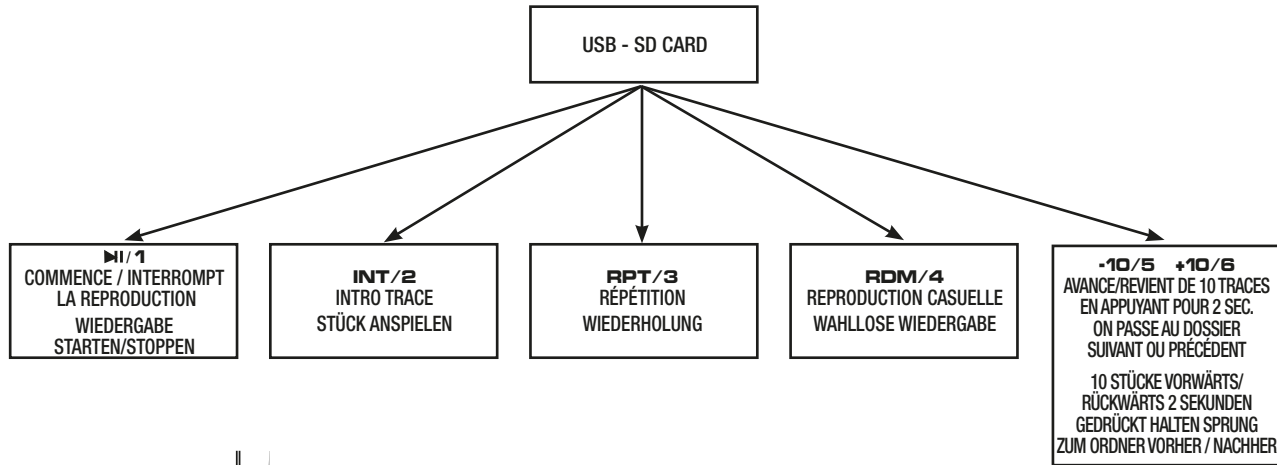 USB - SD CARD
▶II/1
COMMENCE / INTERROMPT
LA REPRODUCTION
WIEDERGABE
STARTEN/STOPPEN
INT/2
INTRO TRACE
STÜCK ANSPIELEN
RPT/3
RÉPÉTITION
WIEDERHOLUNG
RDM/4
REPRODUCTION CASUELLE
WAHLLOSE WIEDERGABE
-10/5 +10/6
AVANCE/REVIENT DE 10 TRACES
EN APPUYANT POUR 2 SEC.
ON PASSE AU DOSSIER
SUIVANT OU PRÉCÉDENT
10 STÜCKE VORWÄRTS/
RÜCKWÄRTS 2 SEKUNDEN
GEDRÜCKT HALTEN SPRUNG
ZUM ORDNER VORHER / NACHHER